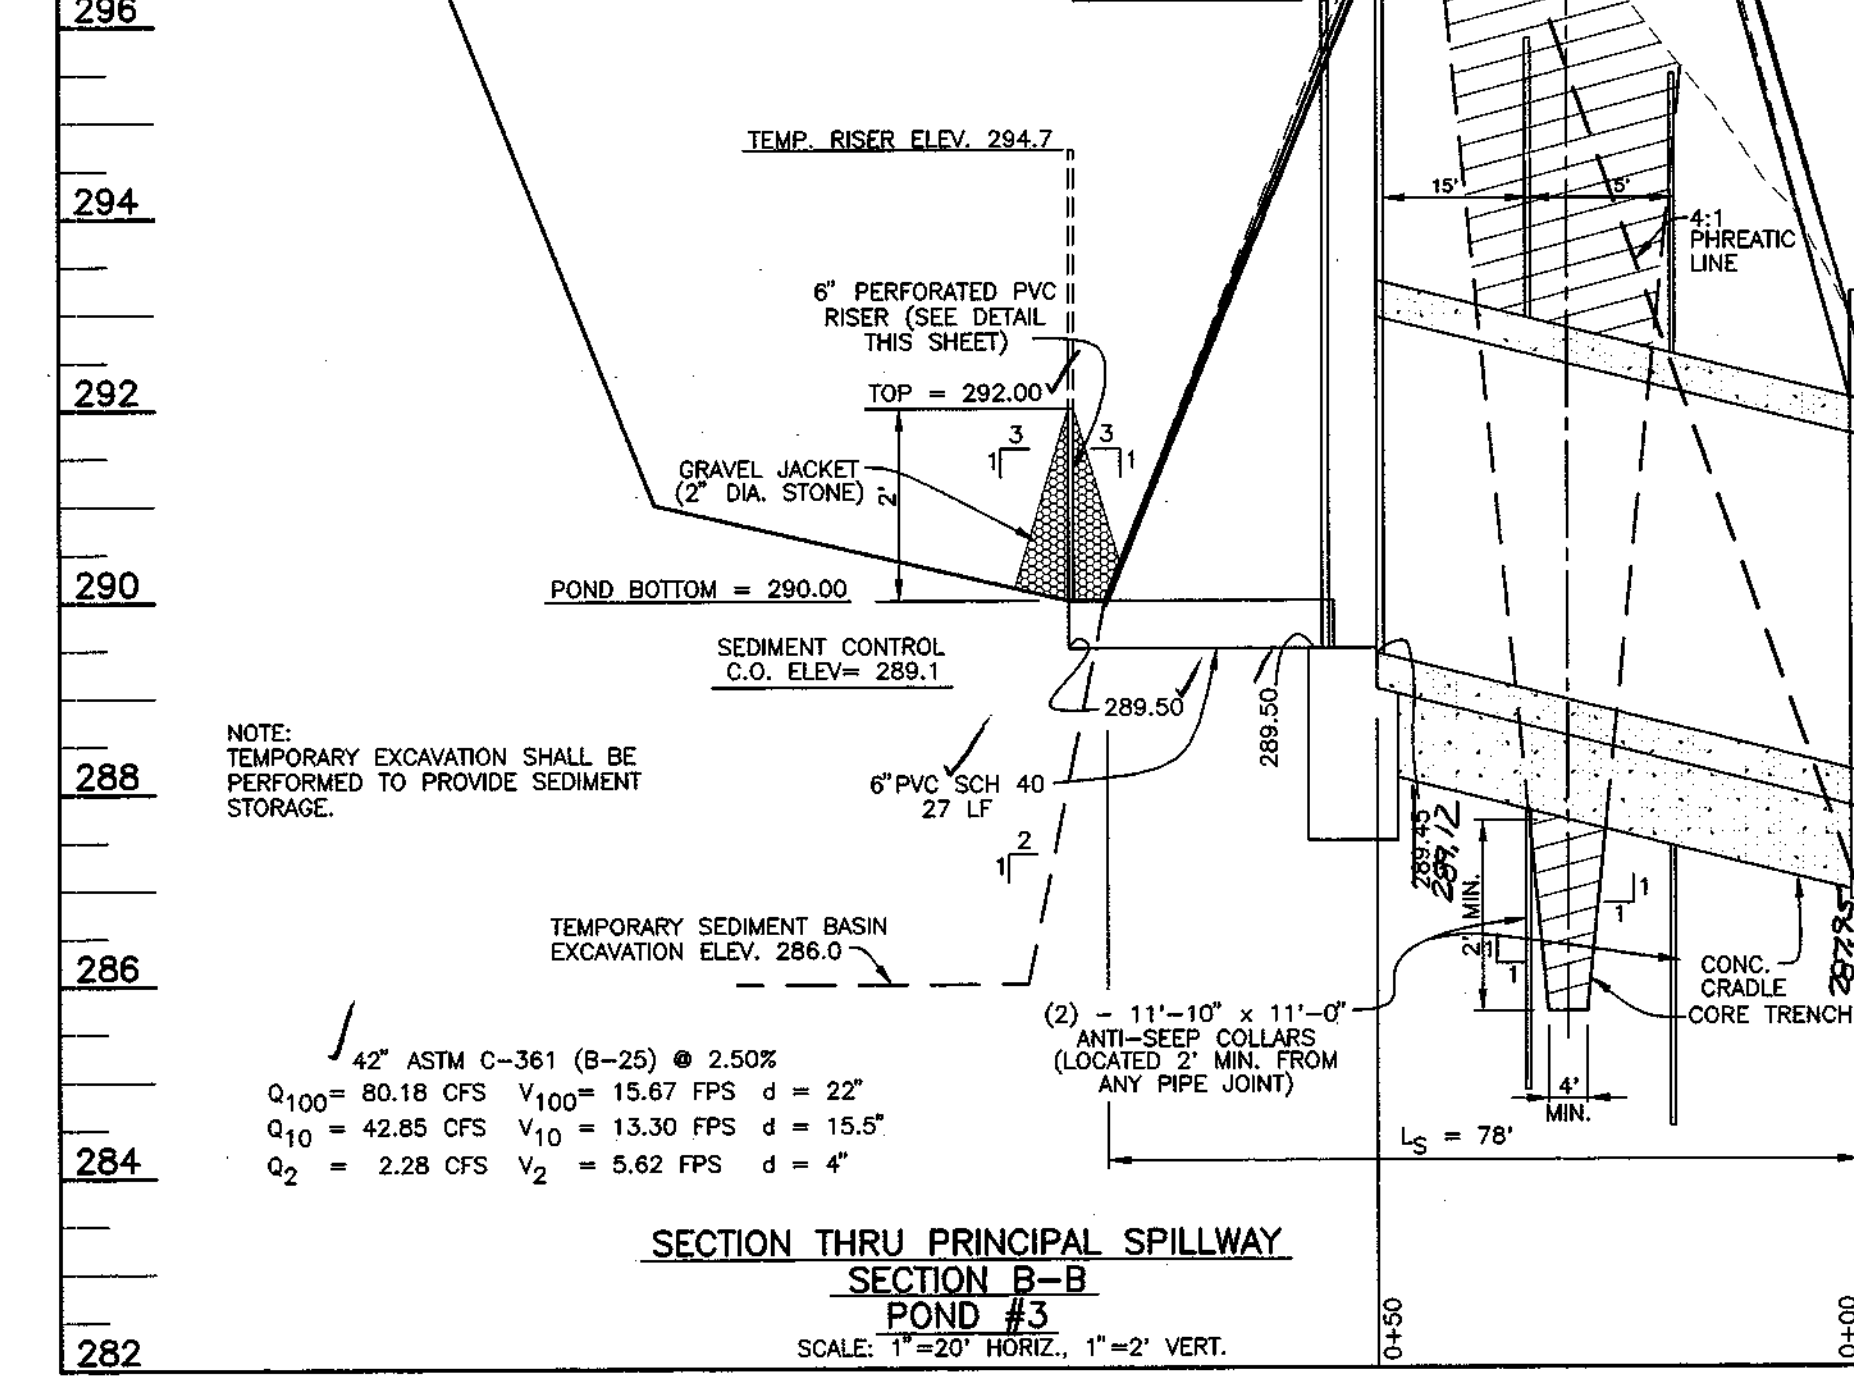 296
294
292
290
288
286
284
282
TEMP. RISER ELEV. 294.7
6" PERFORATED PVC
RISER (SEE DETAIL
THIS SHEET)
TOP = 292.00
3
1
3
1
GRAVEL JACKET
(2" DIA. STONE)
2'
POND BOTTOM = 290.00
SEDIMENT CONTROL
C.O. ELEV= 289.1
289.50
289.50
6" PVC SCH 40
27 LF
NOTE:
TEMPORARY EXCAVATION SHALL BE
PERFORMED TO PROVIDE SEDIMENT
STORAGE.
2
1
TEMPORARY SEDIMENT BASIN
EXCAVATION ELEV. 286.0
15'
5'
4:1
PHREATIC
LINE
289.45
289.12
2' MIN.
1
1
1
1
287.95
CONC.
CRADLE
CORE TRENCH
(2) - 11'-10" x 11'-0"
ANTI-SEEP COLLARS
(LOCATED 2' MIN. FROM
ANY PIPE JOINT)
4'
MIN.
LS = 78'
42" ASTM C-361 (B-25) @ 2.50%
Q100= 80.18 CFS V100= 15.67 FPS d = 22"
Q10 = 42.85 CFS V10 = 13.30 FPS d = 15.5"
Q2 = 2.28 CFS V2 = 5.62 FPS d = 4"
SECTION THRU PRINCIPAL SPILLWAY
SECTION B-B
POND #3
SCALE: 1"=20' HORIZ., 1"=2' VERT.
0+50
0+00